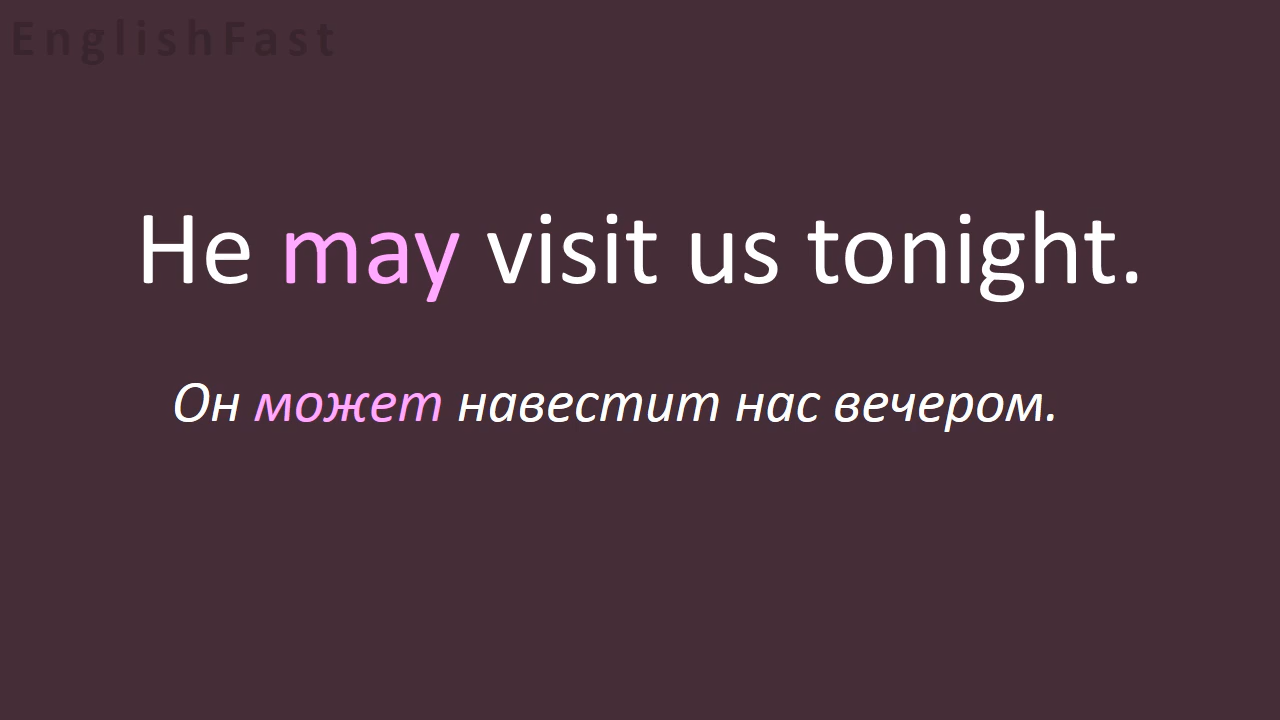 EnglishFast
He may visit us tonight.
Он может навестит нас вечером.